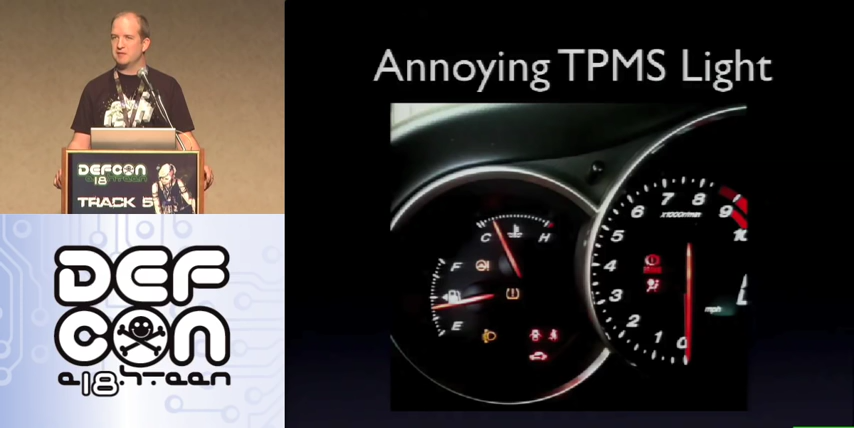 Annoying TPMS Light
DEFCON
18
TRACK 5
DEF
CON
e18hteen
C
H
F
E
x1000r/min
0
1
2
3
4
5
6
7
8
9
10
mph